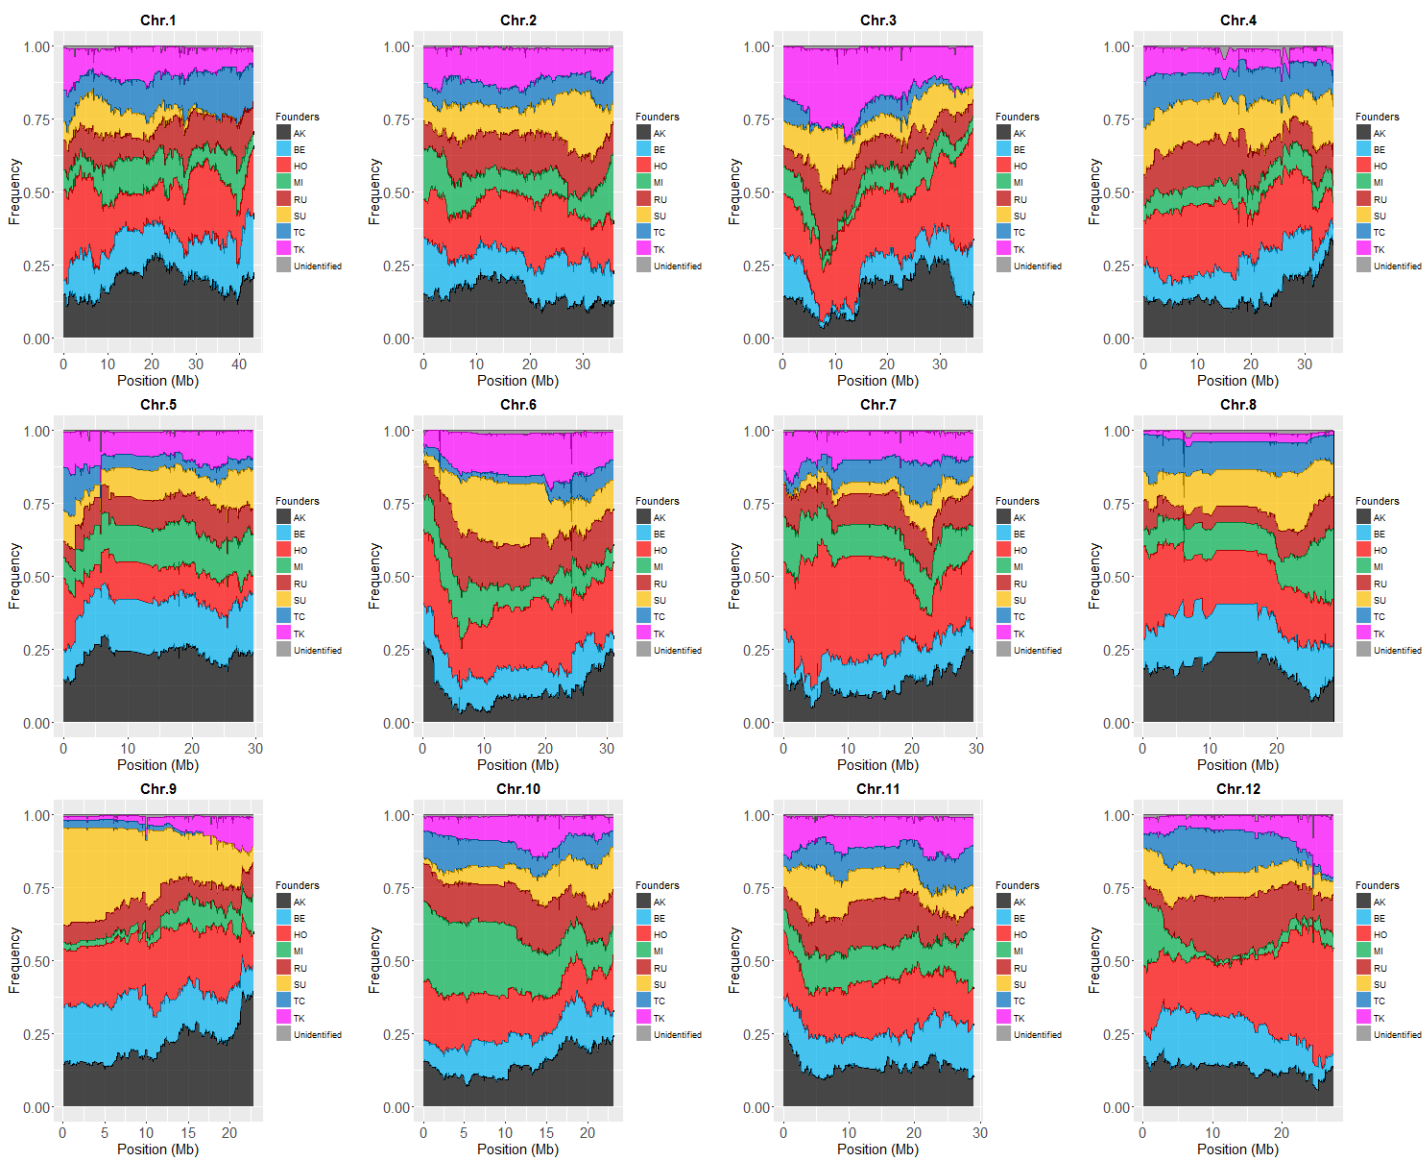 Chr.1
1.00
0.75
0.50
0.25
0.00
Frequency
0 10 20 30 40
Position (Mb)
Founders
AK
BE
HO
MI
RU
SU
TC
TK
Unidentified
Chr.2
1.00
0.75
0.50
0.25
0.00
Frequency
0 10 20 30
Position (Mb)
Founders
AK
BE
HO
MI
RU
SU
TC
TK
Unidentified
Chr.3
1.00
0.75
0.50
0.25
0.00
Frequency
0 10 20 30
Position (Mb)
Founders
AK
BE
HO
MI
RU
SU
TC
TK
Unidentified
Chr.4
1.00
0.75
0.50
0.25
0.00
Frequency
0 10 20 30
Position (Mb)
Founders
AK
BE
HO
MI
RU
SU
TC
TK
Unidentified
Chr.5
1.00
0.75
0.50
0.25
0.00
Frequency
0 10 20 30
Position (Mb)
Founders
AK
BE
HO
MI
RU
SU
TC
TK
Unidentified
Chr.6
1.00
0.75
0.50
0.25
0.00
Frequency
0 10 20 30
Position (Mb)
Founders
AK
BE
HO
MI
RU
SU
TC
TK
Unidentified
Chr.7
1.00
0.75
0.50
0.25
0.00
Frequency
0 10 20 30
Position (Mb)
Founders
AK
BE
HO
MI
RU
SU
TC
TK
Unidentified
Chr.8
1.00
0.75
0.50
0.25
0.00
Frequency
0 10 20
Position (Mb)
Founders
AK
BE
HO
MI
RU
SU
TC
TK
Unidentified
Chr.9
1.00
0.75
0.50
0.25
0.00
Frequency
0 5 10 15 20
Position (Mb)
Founders
AK
BE
HO
MI
RU
SU
TC
TK
Unidentified
Chr.10
1.00
0.75
0.50
0.25
0.00
Frequency
0 5 10 15 20
Position (Mb)
Founders
AK
BE
HO
MI
RU
SU
TC
TK
Unidentified
Chr.11
1.00
0.75
0.50
0.25
0.00
Frequency
0 10 20 30
Position (Mb)
Founders
AK
BE
HO
MI
RU
SU
TC
TK
Unidentified
Chr.12
1.00
0.75
0.50
0.25
0.00
Frequency
0 10 20
Position (Mb)
Founders
AK
BE
HO
MI
RU
SU
TC
TK
Unidentified